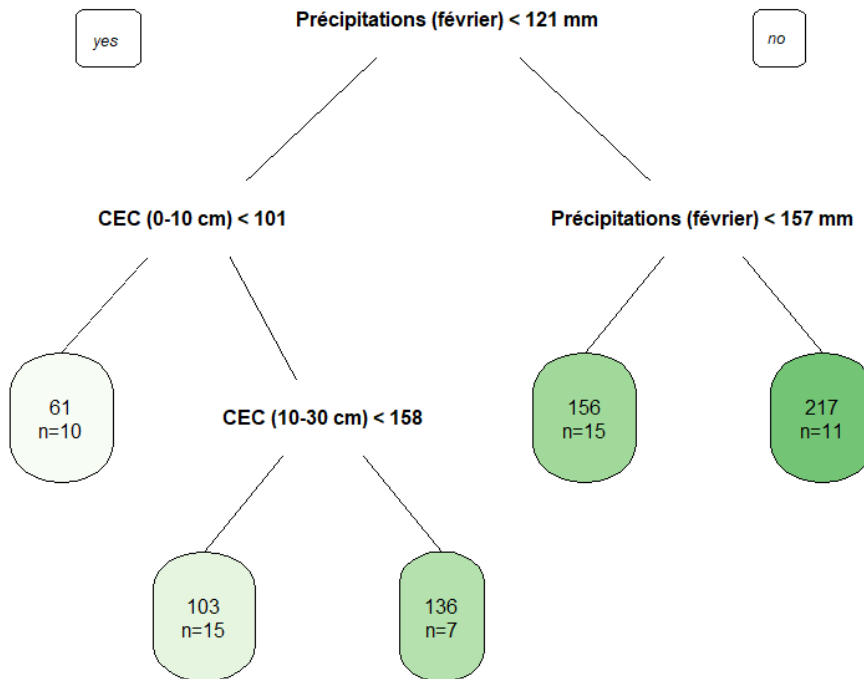 Précipitations (février) < 121 mm
yes
no
CEC (0-10 cm) < 101
Précipitations (février) < 157 mm
61
n=10
CEC (10-30 cm) < 158
156
n=15
217
n=11
103
n=15
136
n=7